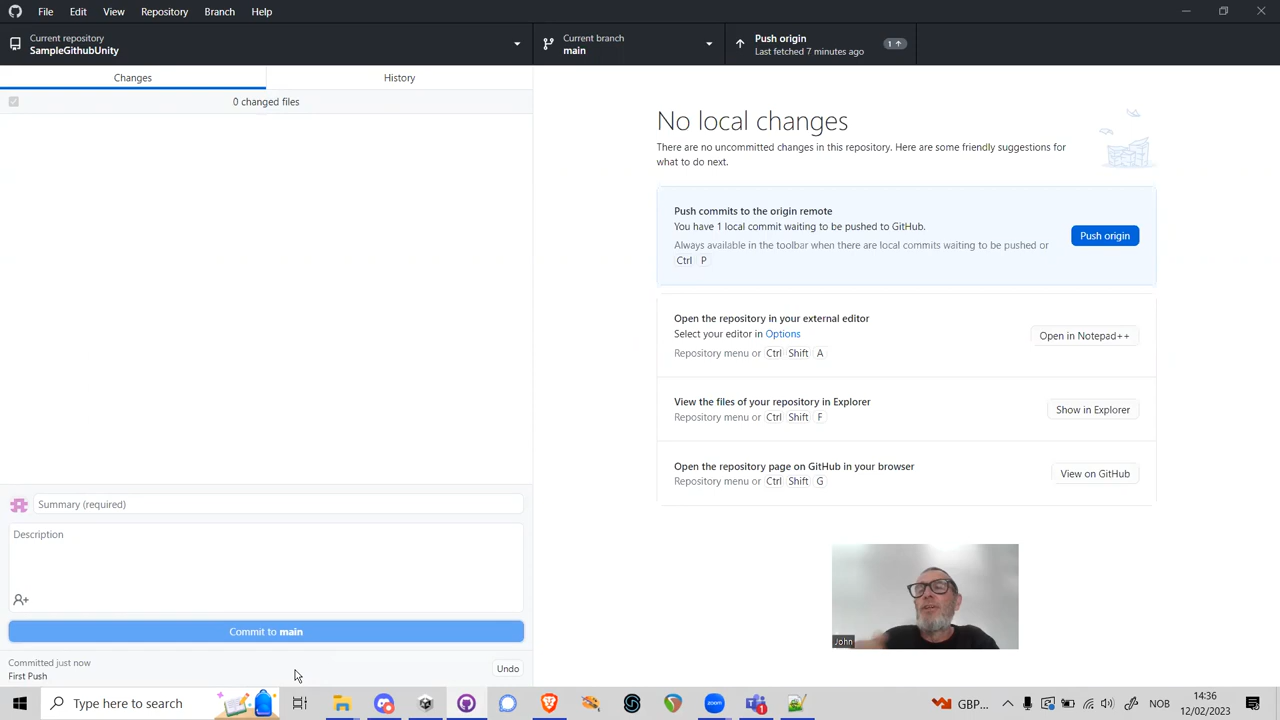 File Edit View Repository Branch Help
Current repository
SampleGithubUnity
Current branch
main
Push origin
Last fetched 7 minutes ago
1
Changes
History
0 changed files
No local changes
There are no uncommitted changes in this repository. Here are some friendly suggestions for
what to do next.
Push commits to the origin remote
You have 1 local commit waiting to be pushed to GitHub.
Always available in the toolbar when there are local commits waiting to be pushed or
Ctrl P
Push origin
Open the repository in your external editor
Select your editor in Options
Repository menu or Ctrl Shift A
Open in Notepad++
View the files of your repository in Explorer
Repository menu or Ctrl Shift F
Show in Explorer
Open the repository page on GitHub in your browser
Repository menu or Ctrl Shift G
View on GitHub
Summary (required)
Description
Commit to main
Committed just now
First Push
Undo
John
Type here to search
GBP...
NOB
14:36
12/02/2023